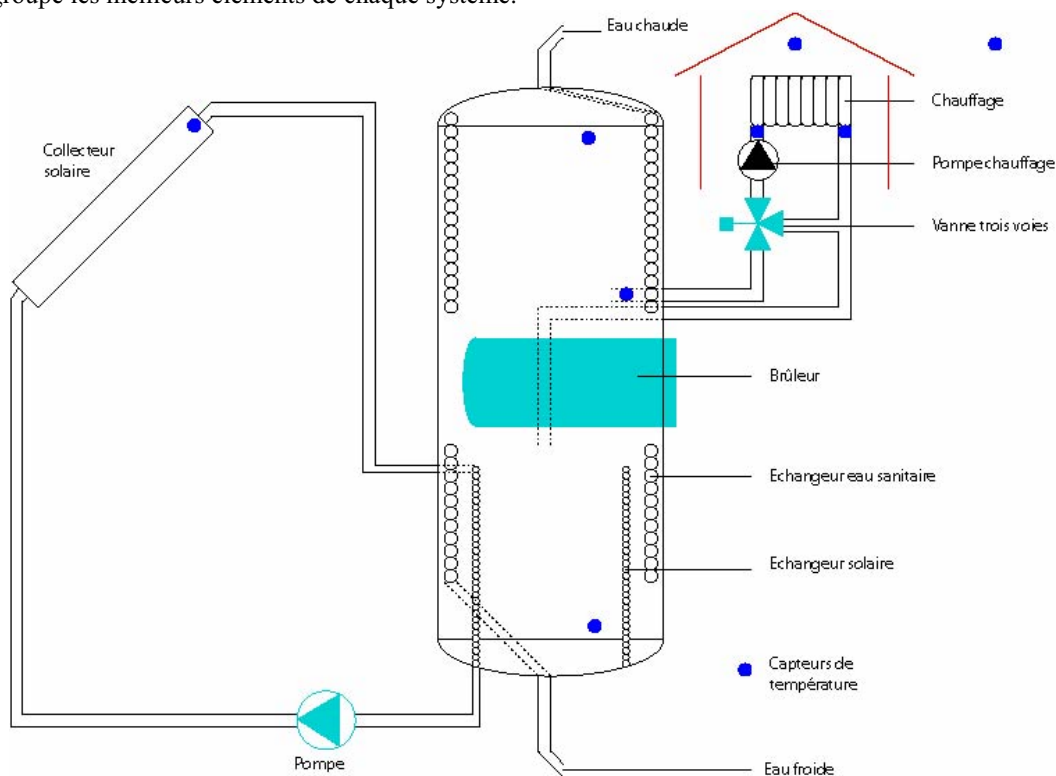 groupe les meilleurs éléments de chaque système.
Eau chaude
Chauffage
Collecteur
solaire
Pompe chauffage
Vanne trois voies
Brûleur
Echangeur eau sanitaire
Echangeur solaire
Capteurs de
température
Pompe
Eau froide